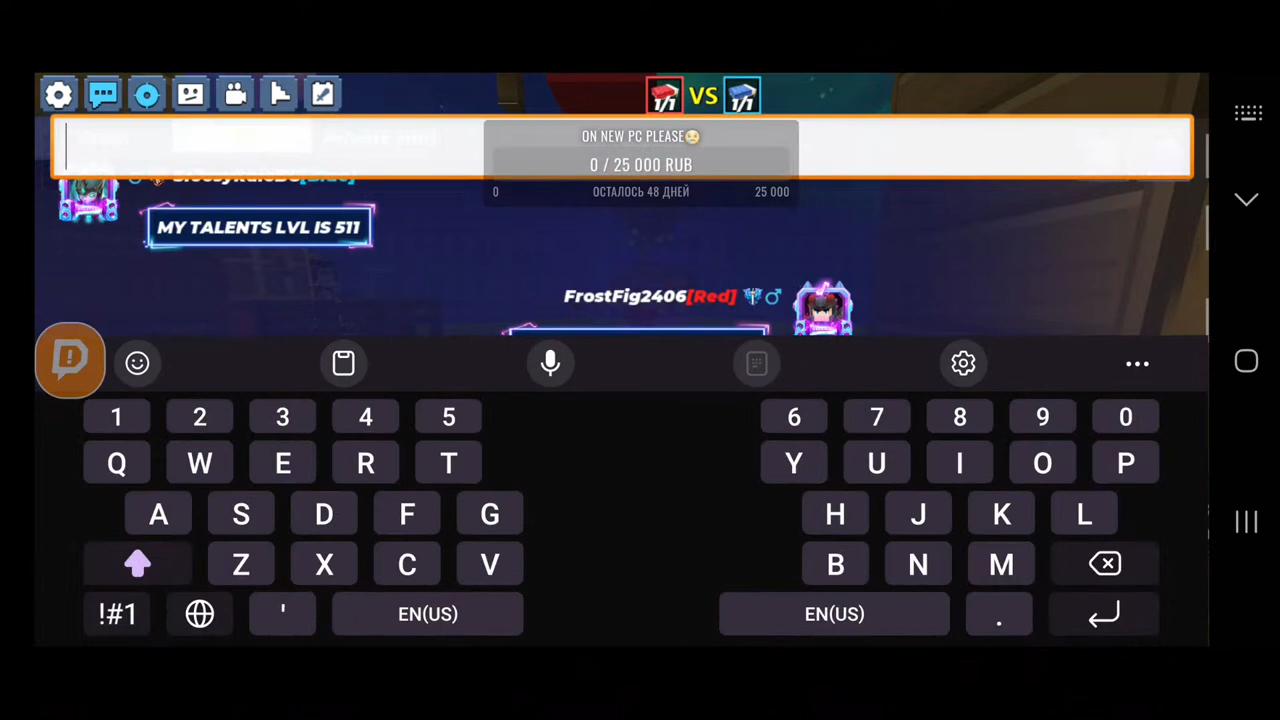 1/1 VS 1/1
ON NEW PC PLEASE😢
0 / 25 000 RUB
0 ОСТАЛОСЬ 48 ДНЕЙ 25 000
MY TALENTS LVL IS 511
FrostFig2406[Red]
1 2 3 4 5 6 7 8 9 0
Q W E R T Y U I O P
A S D F G H J K L
Z X C V B N M
!#1 ' EN(US) EN(US) .